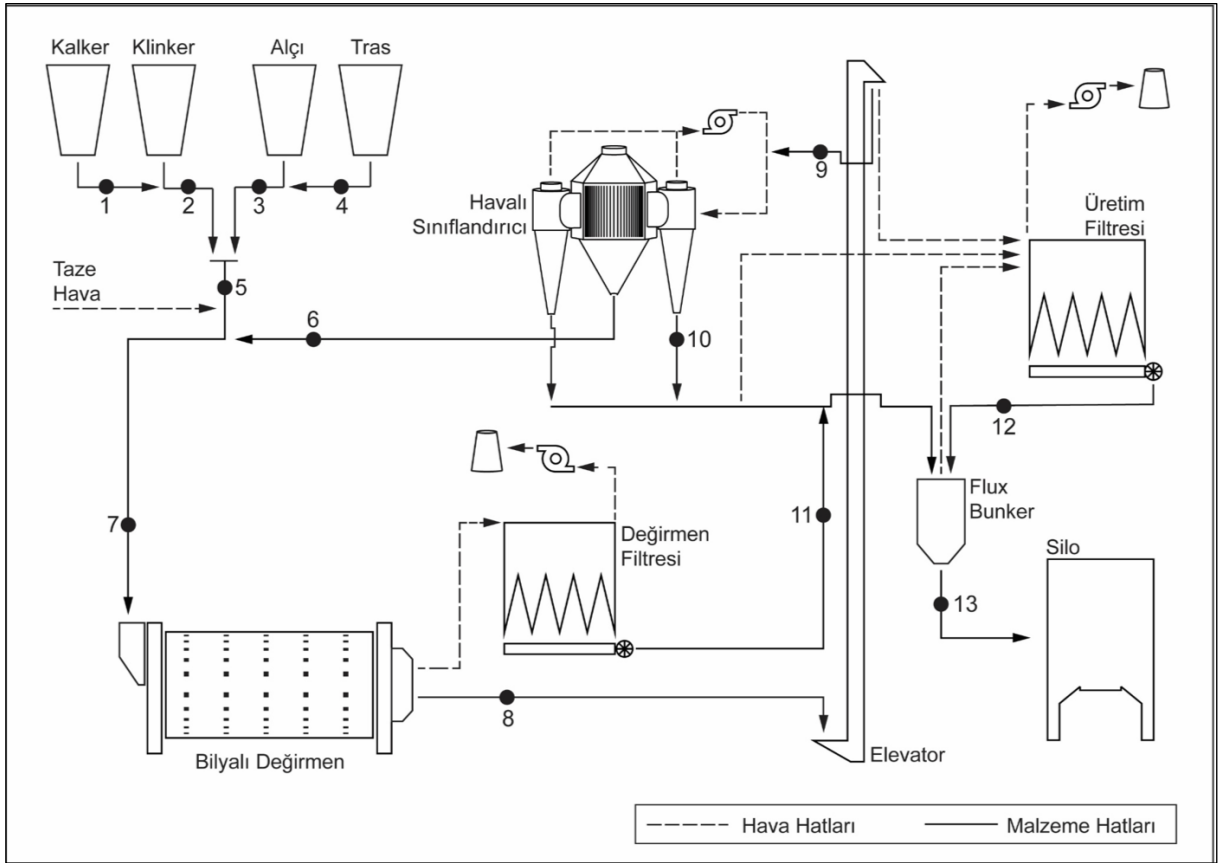 Kalker
Klinker
Alçı
Tras
1
2
3
4
5
Taze
Hava
6
7
Havalı
Sınıflandırıcı
9
10
Üretim
Filtresi
12
Flux
Bunker
11
Değirmen
Filtresi
Silo
13
8
Bilyalı Değirmen
Elevator
Hava Hatları
Malzeme Hatları